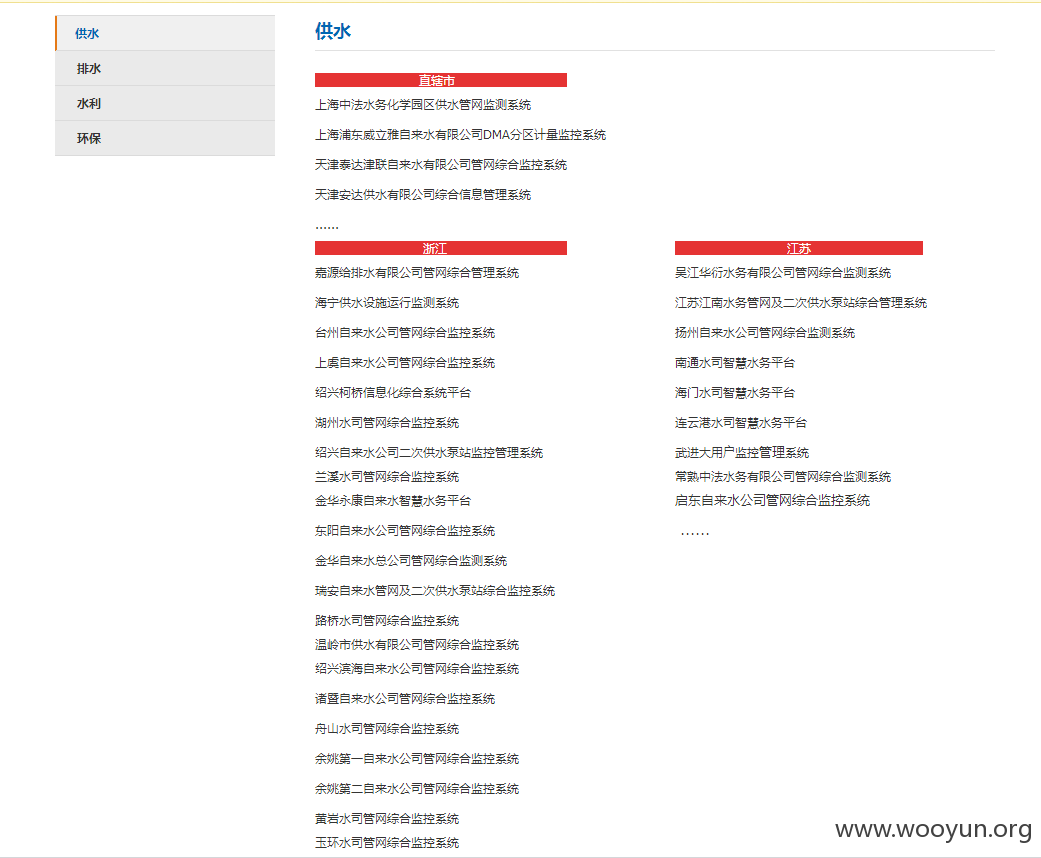 供水
排水
水利
环保
供水
直辖市
上海中法水务化学园区供水管网监测系统
上海浦东威立雅自来水有限公司DMA分区计量监控系统
天津泰达津联自来水有限公司管网综合监控系统
天津安达供水有限公司综合信息管理系统
......
浙江
嘉源给排水有限公司管网综合管理系统
海宁供水设施运行监测系统
台州自来水公司管网综合监控系统
上虞自来水公司管网综合监控系统
绍兴柯桥信息化综合系统平台
湖州水司管网综合监控系统
绍兴自来水公司二次供水泵站监控管理系统
兰溪水司管网综合监控系统
金华永康自来水智慧水务平台
东阳自来水公司管网综合监控系统
金华自来水总公司管网综合监测系统
瑞安自来水管网及二次供水泵站综合监控系统
路桥水司管网综合监控系统
温岭市供水有限公司管网综合监控系统
绍兴滨海自来水公司管网综合监控系统
诸暨自来水公司管网综合监控系统
舟山水司管网综合监控系统
余姚第一自来水公司管网综合监控系统
余姚第二自来水公司管网综合监控系统
黄岩水司管网综合监控系统
玉环水司管网综合监控系统
江苏
吴江华衍水务有限公司管网综合监测系统
江苏江南水务管网及二次供水泵站综合管理系统
扬州自来水公司管网综合监测系统
南通水司智慧水务平台
海门水司智慧水务平台
连云港水司智慧水务平台
武进大用户监控管理系统
常熟中法水务有限公司管网综合监测系统
启东自来水公司管网综合监控系统
......
www.wooyun.org